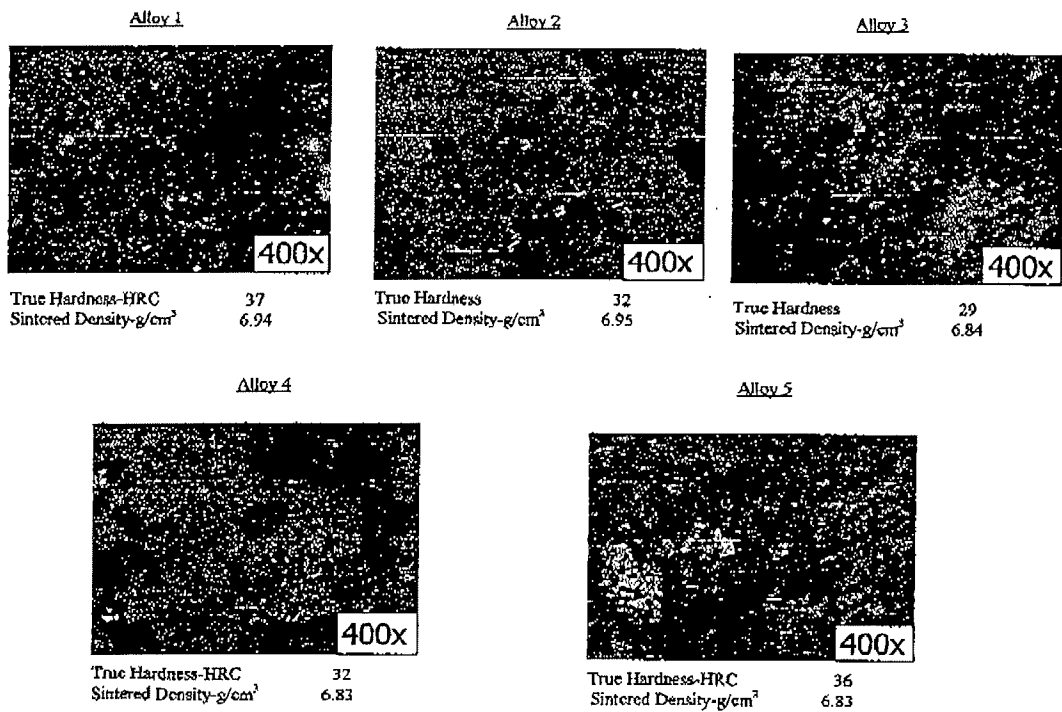 Alloy 1
Alloy 2
Alloy 3
400x
400x
400x
True Hardness-HRC 37
Sintered Density-g/cm³ 6.94
True Hardness 32
Sintered Density-g/cm³ 6.95
True Hardness 29
Sintered Density-g/cm³ 6.84
Alloy 4
Alloy 5
400x
400x
True Hardness-HRC 32
Sintered Density-g/cm³ 6.83
True Hardness-HRC 36
Sintered Density-g/cm³ 6.83